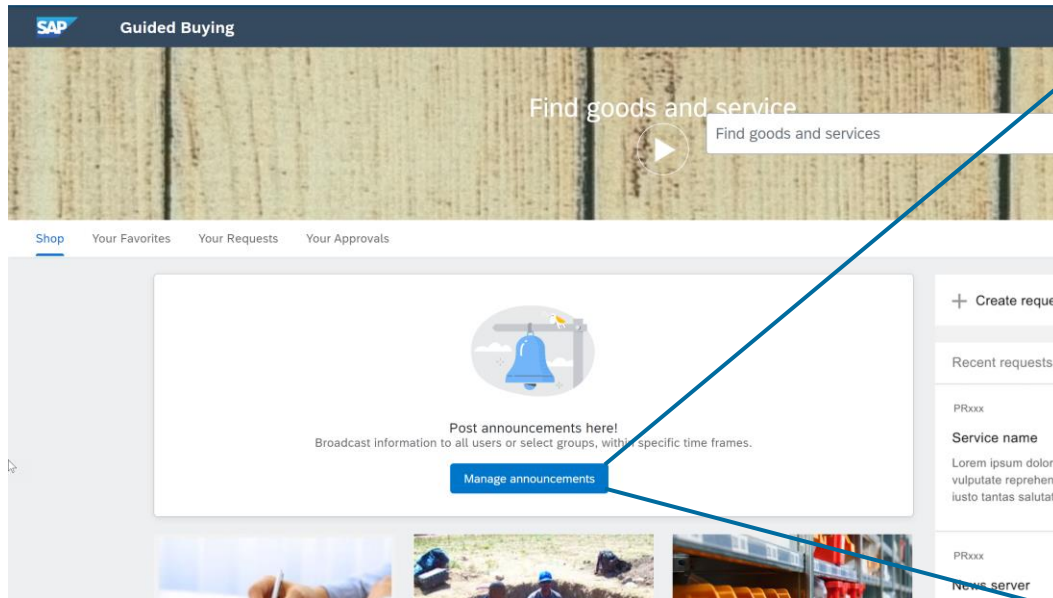 SAP Guided Buying
Find goods and service
Find goods and services
Shop Your Favorites Your Requests Your Approvals
Post announcements here!
Broadcast information to all users or select groups, within specific time frames.
Manage announcements
Create reque
Recent requests
PRxxx
Service name
Lorem ipsum dolor
vulputate reprehen
iusto tantas saluta
PRxxx
News server